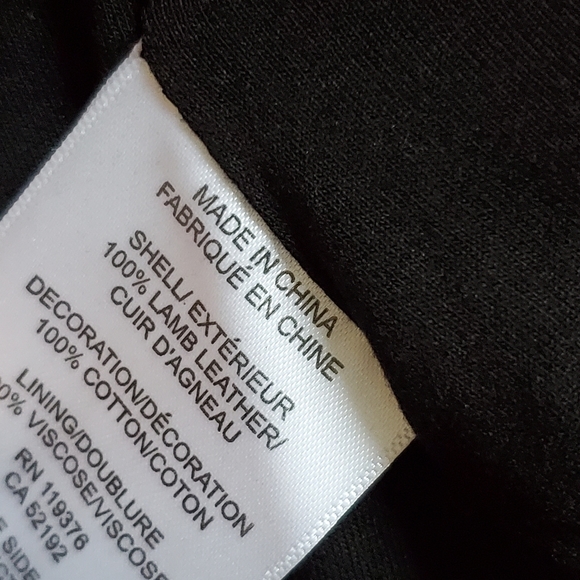 MADE IN CHINA
FABRIQUÉ EN CHINE
SHELL/ EXTÉRIEUR
100% LAMB LEATHER/
CUIR D'AGNEAU
DECORATION/DÉCORATION
100% COTTON/COTON
LINING/DOUBLURE
VISCOSE/VISCOSE
RN 119376
CA 52192
SIDE